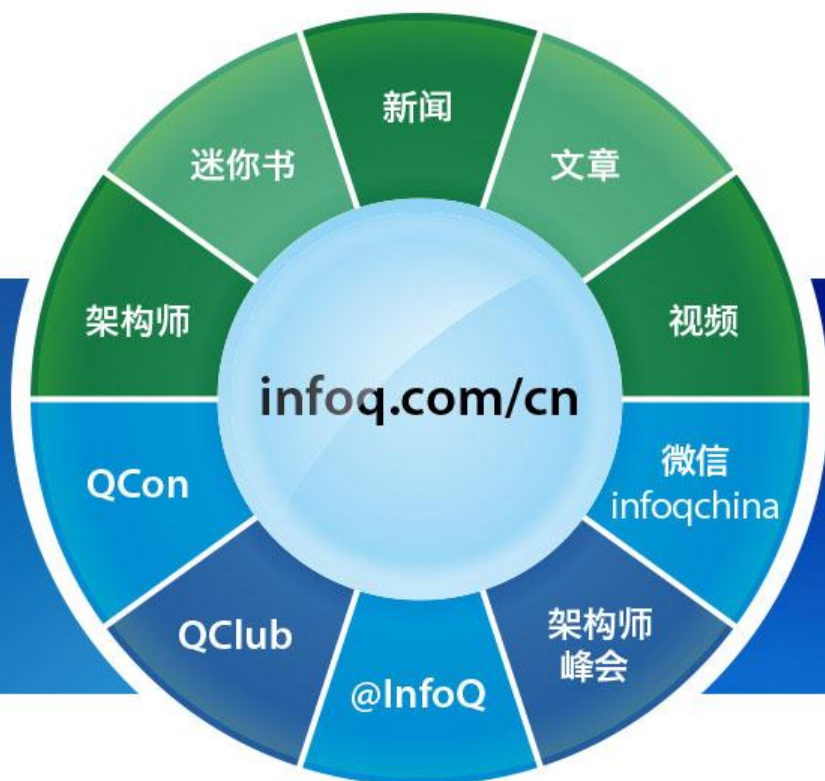 新闻
迷你书
文章
架构师
视频
infoq.com/cn
QCon
微信
infoqchina
QClub
架构师
峰会
@InfoQ